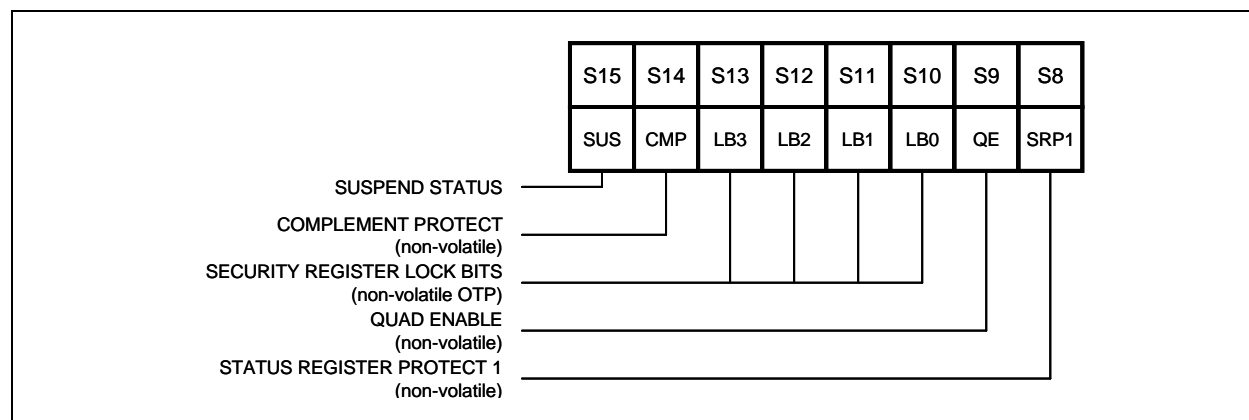 S15 S14 S13 S12 S11 S10 S9 S8
SUS CMP LB3 LB2 LB1 LB0 QE SRP1
SUSPEND STATUS
COMPLEMENT PROTECT
(non-volatile)
SECURITY REGISTER LOCK BITS
(non-volatile OTP)
QUAD ENABLE
(non-volatile)
STATUS REGISTER PROTECT 1
(non-volatile)